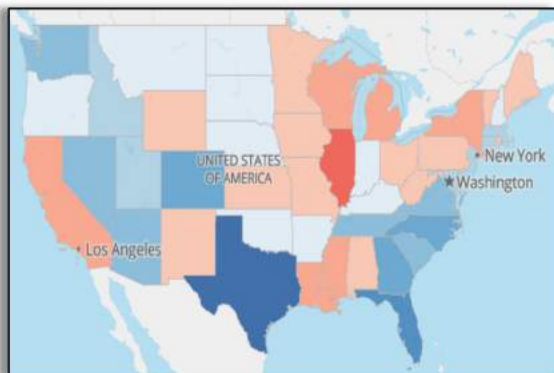 New York
UNITED STATES
OF AMERICA
Washington
Los Angeles